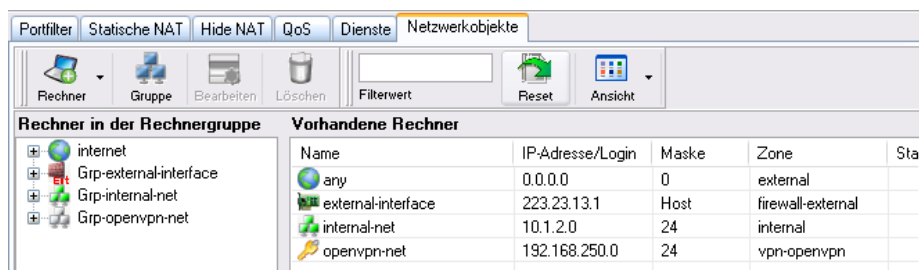 Portfilter Statische NAT Hide NAT QoS Dienste Netzwerkobjekte
Rechner Gruppe Bearbeiten Löschen Filterwert Reset Ansicht
Rechner in der Rechnergruppe Vorhandene Rechner
internet
Grp-external-interface
Grp-internal-net
Grp-openvpn-net
Name IP-Adresse/Login Maske Zone Sta
any 0.0.0.0 0 external
external-interface 223.23.13.1 Host firewall-external
internal-net 10.1.2.0 24 internal
openvpn-net 192.168.250.0 24 vpn-openvpn